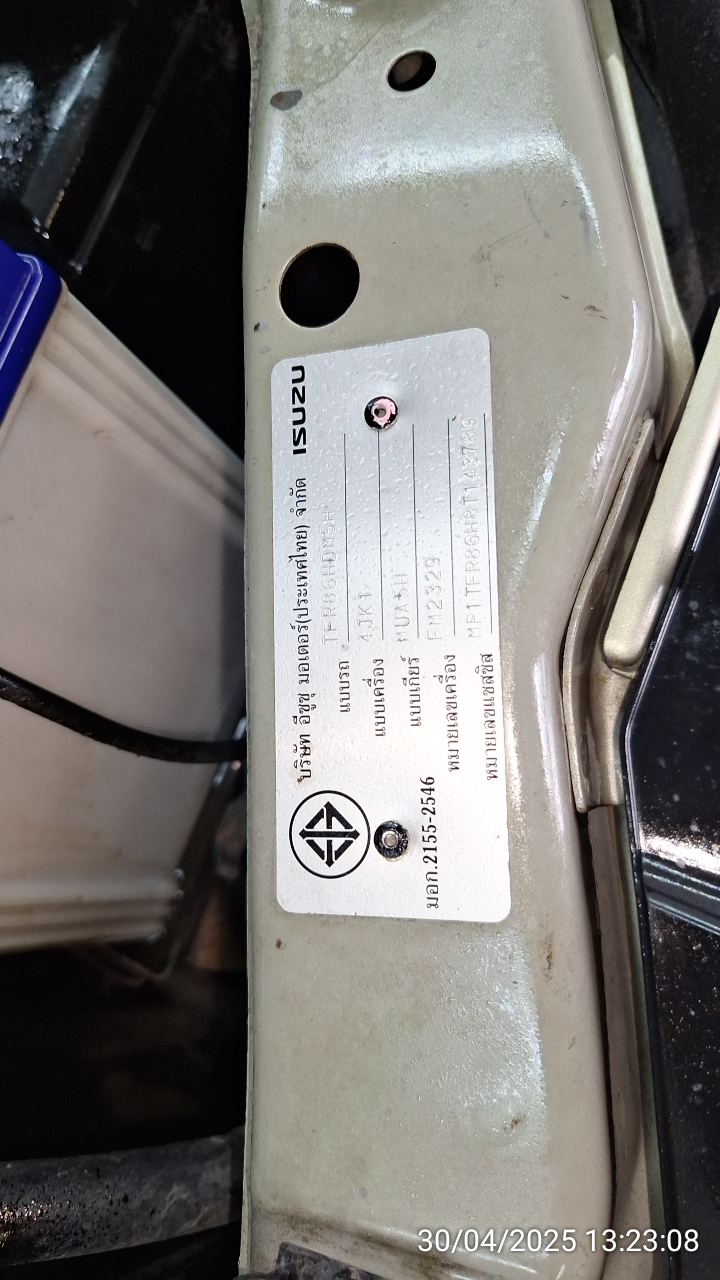 บริษัท อีซูซุ มอเตอร์(ประเทศไทย) จำกัด ISUZU
แบบรถ TFR86HDM5H
แบบเครื่อง 4JK1
แบบเกียร์ MUA5H
หมายเลขเครื่อง FM2329
หมายเลขแชสซิส MP1TFR86H8T143789
มอก.2155-2546
30/04/2025 13:23:08